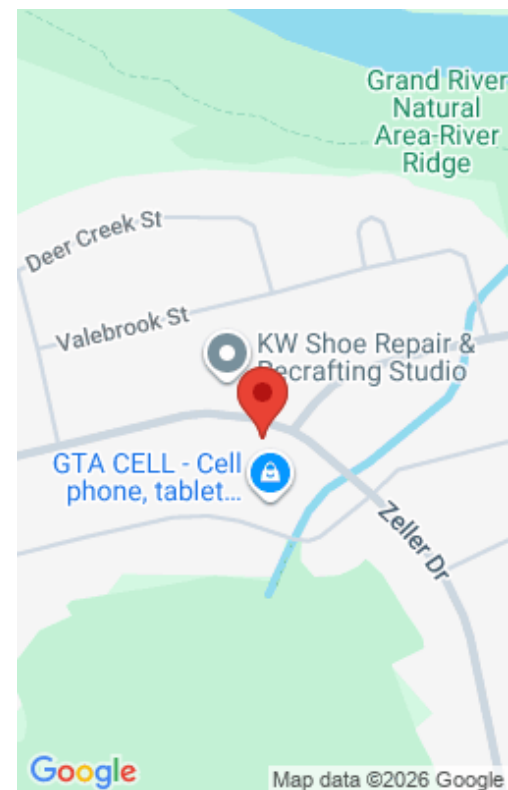 Grand River
Natural
Area-River
Ridge
Deer Creek St
Valebrook St
KW Shoe Repair &
Recrafting Studio
GTA CELL - Cell
phone, tablet...
Zeller Dr
Google
Map data ©2026 Google